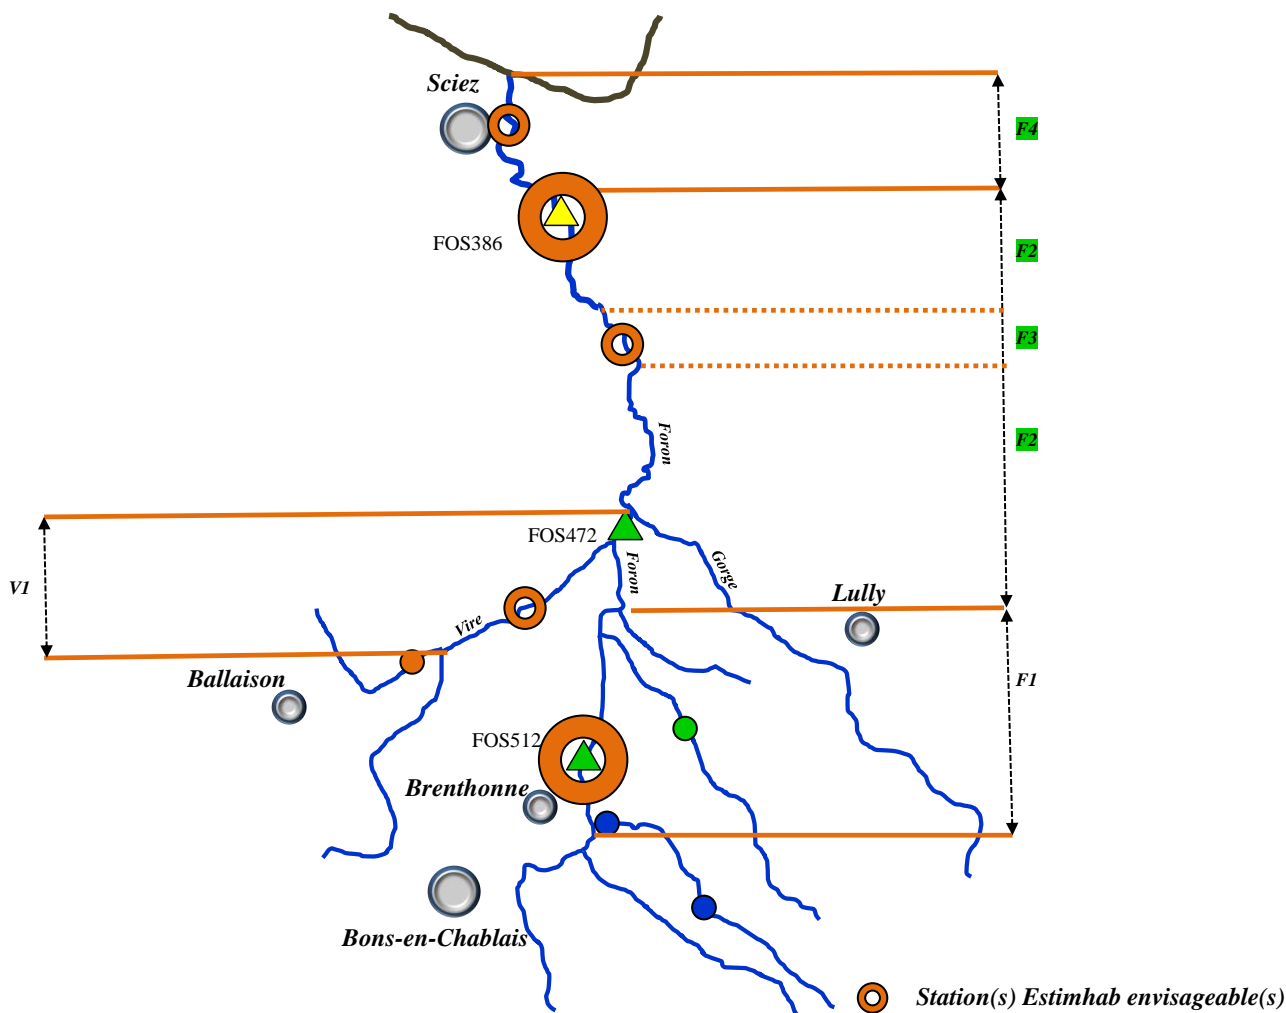 Sciez
F4
FOS386
F2
F3
F2
Foron
FOS472
Foron
Gorge
V1
Lully
Vire
Ballaison
F1
FOS512
Brenthonne
Bons-en-Chablais
Station(s) Estimhab envisageable(s)